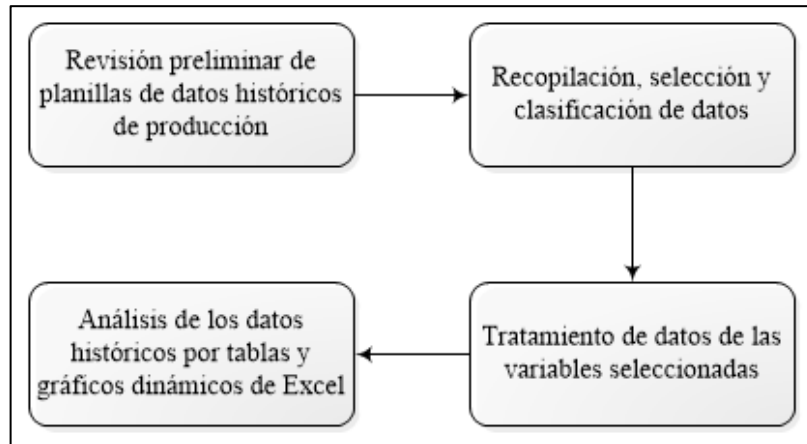 Revisión preliminar de
planillas de datos históricos
de producción
Recopilación, selección y
clasificación de datos
Tratamiento de datos de las
variables seleccionadas
Análisis de los datos
históricos por tablas y
gráficos dinámicos de Excel